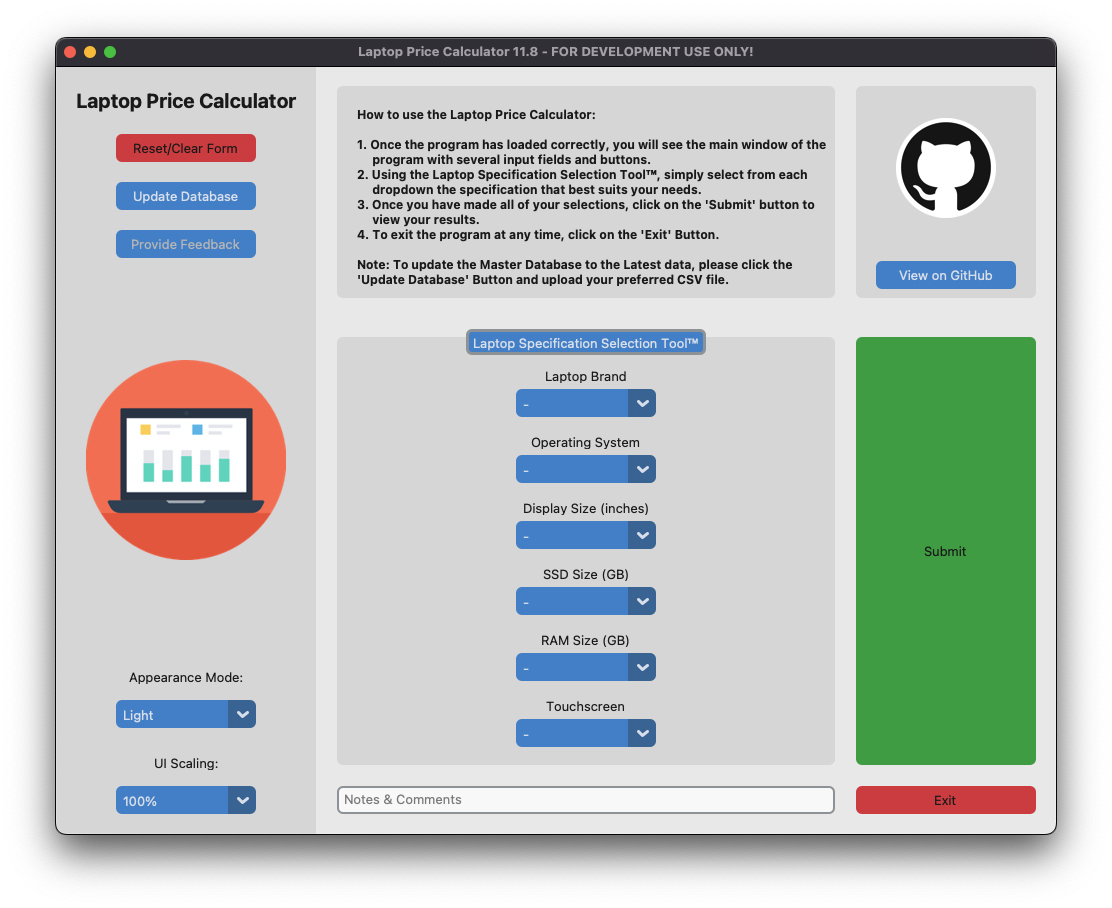 Laptop Price Calculator 11.8 - FOR DEVELOPMENT USE ONLY!
Laptop Price Calculator
Reset/Clear Form
Update Database
Provide Feedback
Appearance Mode:
Light
UI Scaling:
100%
How to use the Laptop Price Calculator:
1. Once the program has loaded correctly, you will see the main window of the
program with several input fields and buttons.
2. Using the Laptop Specification Selection Tool™, simply select from each
dropdown the specification that best suits your needs.
3. Once you have made all of your selections, click on the 'Submit' button to
view your results.
4. To exit the program at any time, click on the 'Exit' Button.
Note: To update the Master Database to the Latest data, please click the
'Update Database' Button and upload your preferred CSV file.
View on GitHub
Laptop Specification Selection Tool™
Laptop Brand
-
Operating System
-
Display Size (inches)
-
SSD Size (GB)
-
RAM Size (GB)
-
Touchscreen
-
Submit
Notes & Comments
Exit